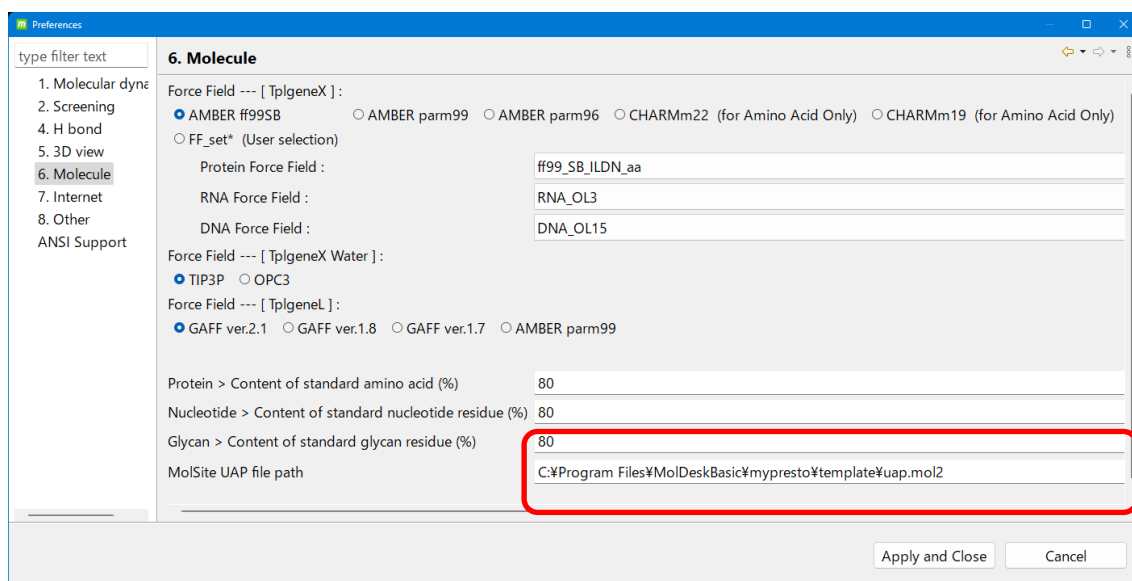 Preferences
type filter text
1. Molecular dyna
2. Screening
4. H bond
5. 3D view
6. Molecule
7. Internet
8. Other
ANSI Support
6. Molecule
Force Field --- [ TplgeneX ] :
AMBER ff99SB AMBER parm99 AMBER parm96 CHARMm22 (for Amino Acid Only) CHARMm19 (for Amino Acid Only)
FF_set* (User selection)
Protein Force Field : ff99_SB_ILDN_aa
RNA Force Field : RNA_OL3
DNA Force Field : DNA_OL15
Force Field --- [ TplgeneX Water ] :
TIP3P OPC3
Force Field --- [ TplgeneL ] :
GAFF ver.2.1 GAFF ver.1.8 GAFF ver.1.7 AMBER parm99
Protein > Content of standard amino acid (%) 80
Nucleotide > Content of standard nucleotide residue (%) 80
Glycan > Content of standard glycan residue (%) 80
MolSite UAP file path C:¥Program Files¥MolDeskBasic¥mypresto¥template¥uap.mol2
Apply and Close Cancel